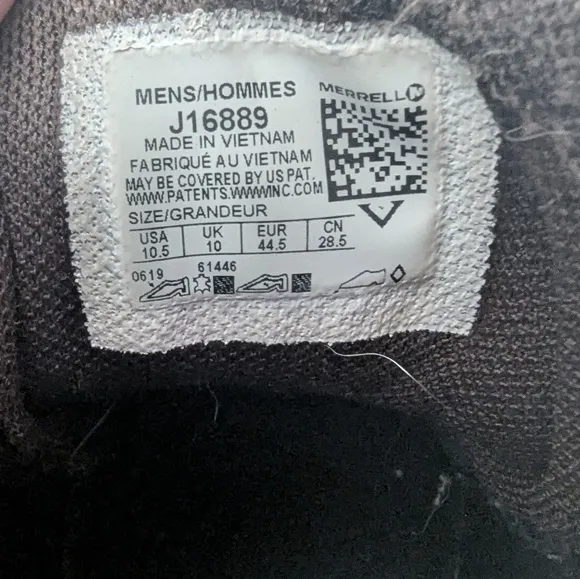 MENS/HOMMES
MERRELL
J16889
MADE IN VIETNAM
FABRIQUÉ AU VIETNAM
MAY BE COVERED BY US PAT.
WWW.PATENTS.WWWINC.COM
SIZE/GRANDEUR
USA UK EUR CN
10.5 10 44.5 28.5
0619 61446